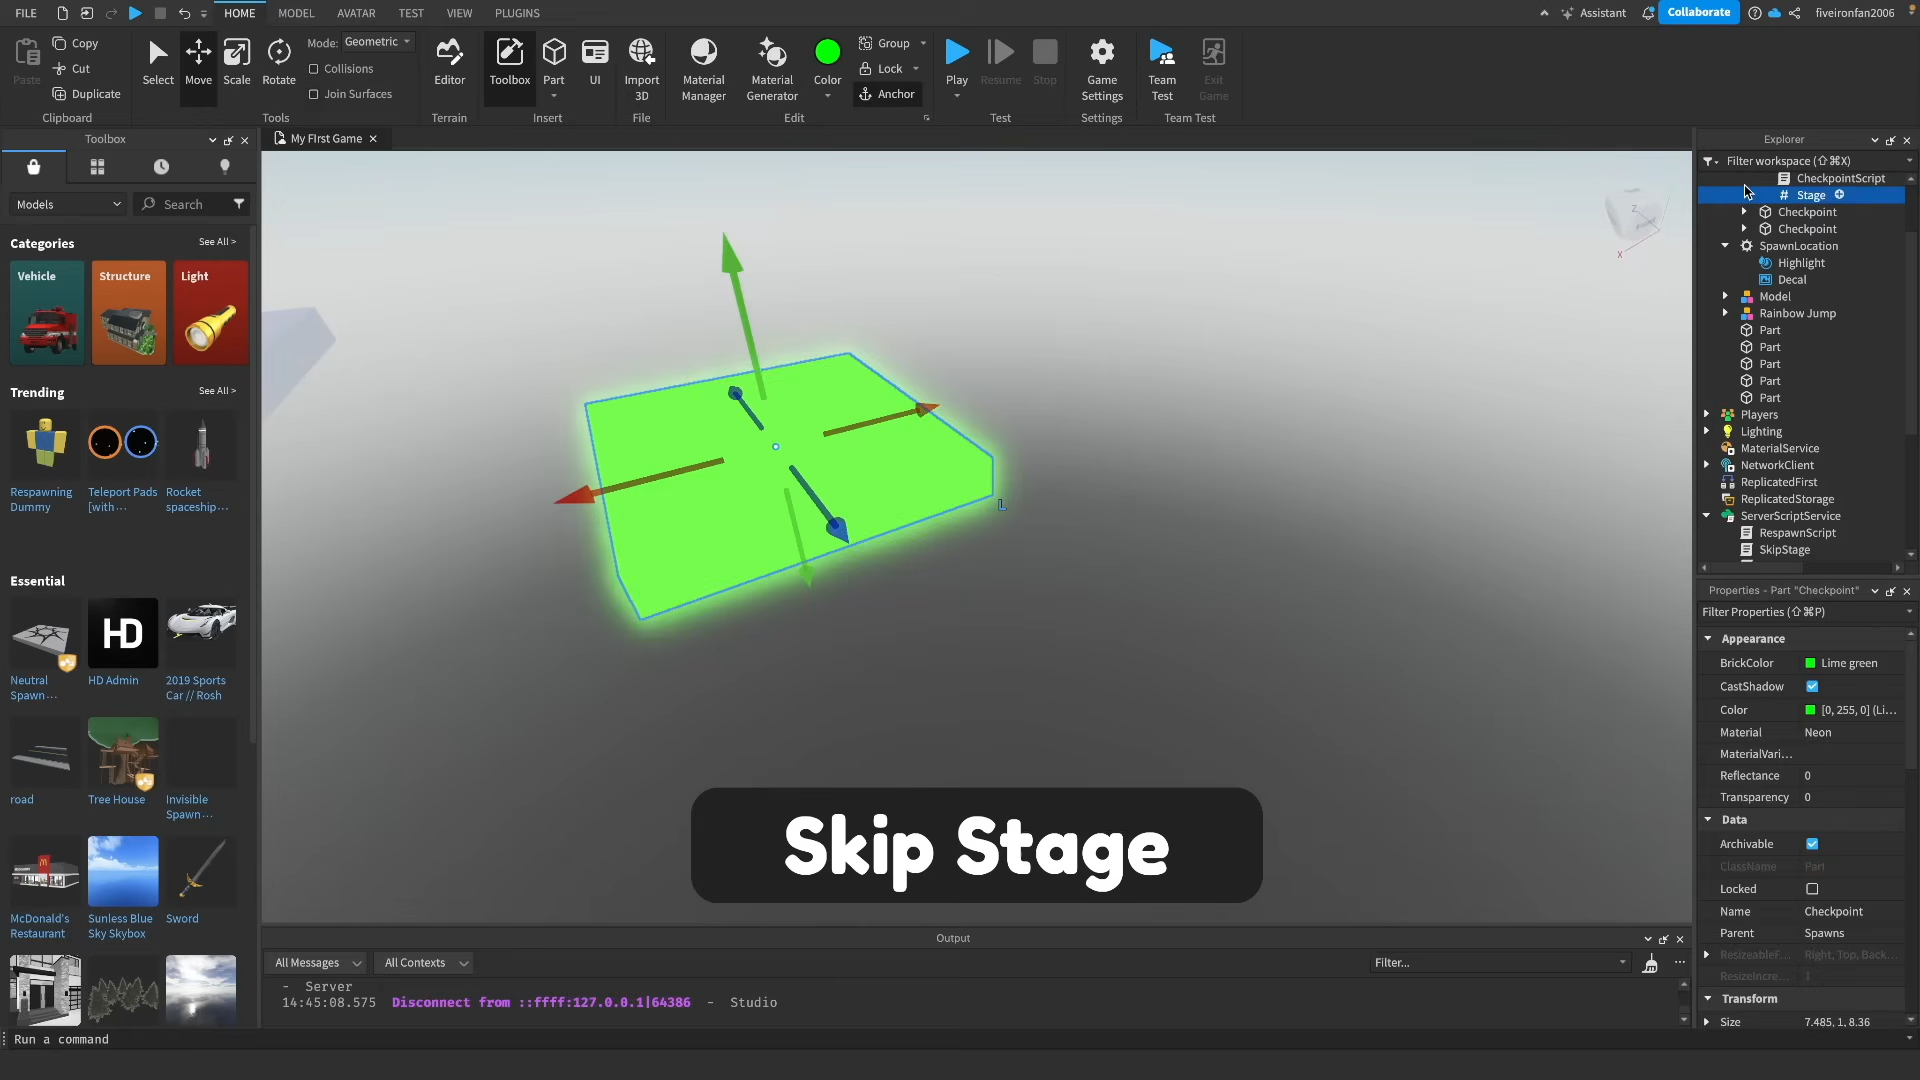 FILE
HOME
MODEL
AVATAR
TEST
VIEW
PLUGINS
Assistant
Collaborate
fiveironfan2006
Paste
Copy
Cut
Duplicate
Clipboard
Select
Move
Scale
Rotate
Mode: Geometric
Collisions
Join Surfaces
Tools
Editor
Terrain
Toolbox
Part
UI
Insert
Import
3D
File
Material
Manager
Material
Generator
Color
Group
Lock
Anchor
Edit
Play
Resume
Stop
Test
Game
Settings
Settings
Team
Test
Exit
Game
Team Test
Toolbox
Models
Search
Categories
See All >
Vehicle
Structure
Light
Trending
See All >
Respawning
Dummy
Teleport Pads
[with ...
Rocket
spaceship...
Essential
HD
Neutral
Spawn...
HD Admin
2019 Sports
Car // Rosh
road
Tree House
Invisible
Spawn...
McDonald's
Restaurant
Sunless Blue
Sky Skybox
Sword
My First Game
Z
X
L
Skip Stage
Output
All Messages
All Contexts
Filter...
- Server
14:45:08.575 Disconnect from ::ffff:127.0.0.1|64386 - Studio
Run a command
Explorer
Filter workspace (⇧⌘X)
CheckpointScript
# Stage
Checkpoint
Checkpoint
SpawnLocation
Highlight
Decal
Model
Rainbow Jump
Part
Part
Part
Part
Part
Players
Lighting
MaterialService
NetworkClient
ReplicatedFirst
ReplicatedStorage
ServerScriptService
RespawnScript
SkipStage
Properties - Part "Checkpoint"
Filter Properties (⇧⌘P)
Appearance
BrickColor Lime green
CastShadow
Color [0, 255, 0] (Li...
Material Neon
MaterialVari...
Reflectance 0
Transparency 0
Data
Archivable
ClassName Part
Locked
Name Checkpoint
Parent Spawns
ResizeableF... Right, Top, Back...
ResizeIncre... 1
Transform
Size 7.485, 1, 8.36